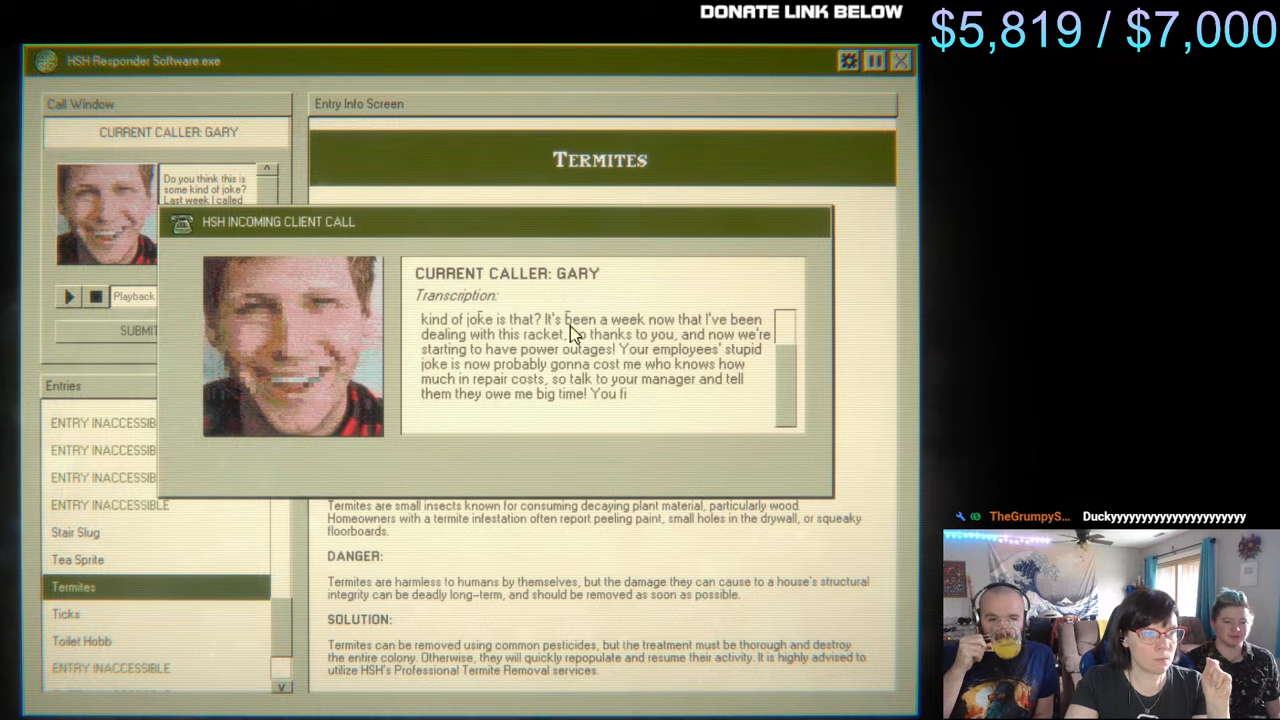 DONATE LINK BELOW
$5,819 / $7,000
HSH Responder Software.exe
Call Window
CURRENT CALLER: GARY
Do you think this is
some kind of joke?
Last week I called
Playback
SUBMIT
Entries
ENTRY INACCESSIB
ENTRY INACCESSIB
ENTRY INACCESSIB
ENTRY INACCESSIBLE
Stair Slug
Tea Sprite
Termites
Ticks
Toilet Hobb
ENTRY INACCESSIBLE
Entry Info Screen
TERMITES
HSH INCOMING CLIENT CALL
CURRENT CALLER: GARY
Transcription:
kind of joke is that? It's been a week now that I've been
dealing with this racket, thanks to you, and now we're
starting to have power outages! Your employees' stupid
joke is now probably gonna cost me who knows how
much in repair costs, so talk to your manager and tell
them they owe me big time! You fi
Termites are small insects known for consuming decaying plant material, particularly wood.
Homeowners with a termite infestation often report peeling paint, small holes in the drywall, or squeaky
floorboards.
DANGER:
Termites are harmless to humans by themselves, but the damage they can cause to a house's structural
integrity can be deadly long-term, and should be removed as soon as possible.
SOLUTION:
Termites can be removed using common pesticides, but the treatment must be thorough and destroy
the entire colony. Otherwise, they will quickly repopulate and resume their activity. It is highly advised to
utilize HSH's Professional Termite Removal services.
TheGrumpyS... Duckyyyyyyyyyyyyyyyyyyyy